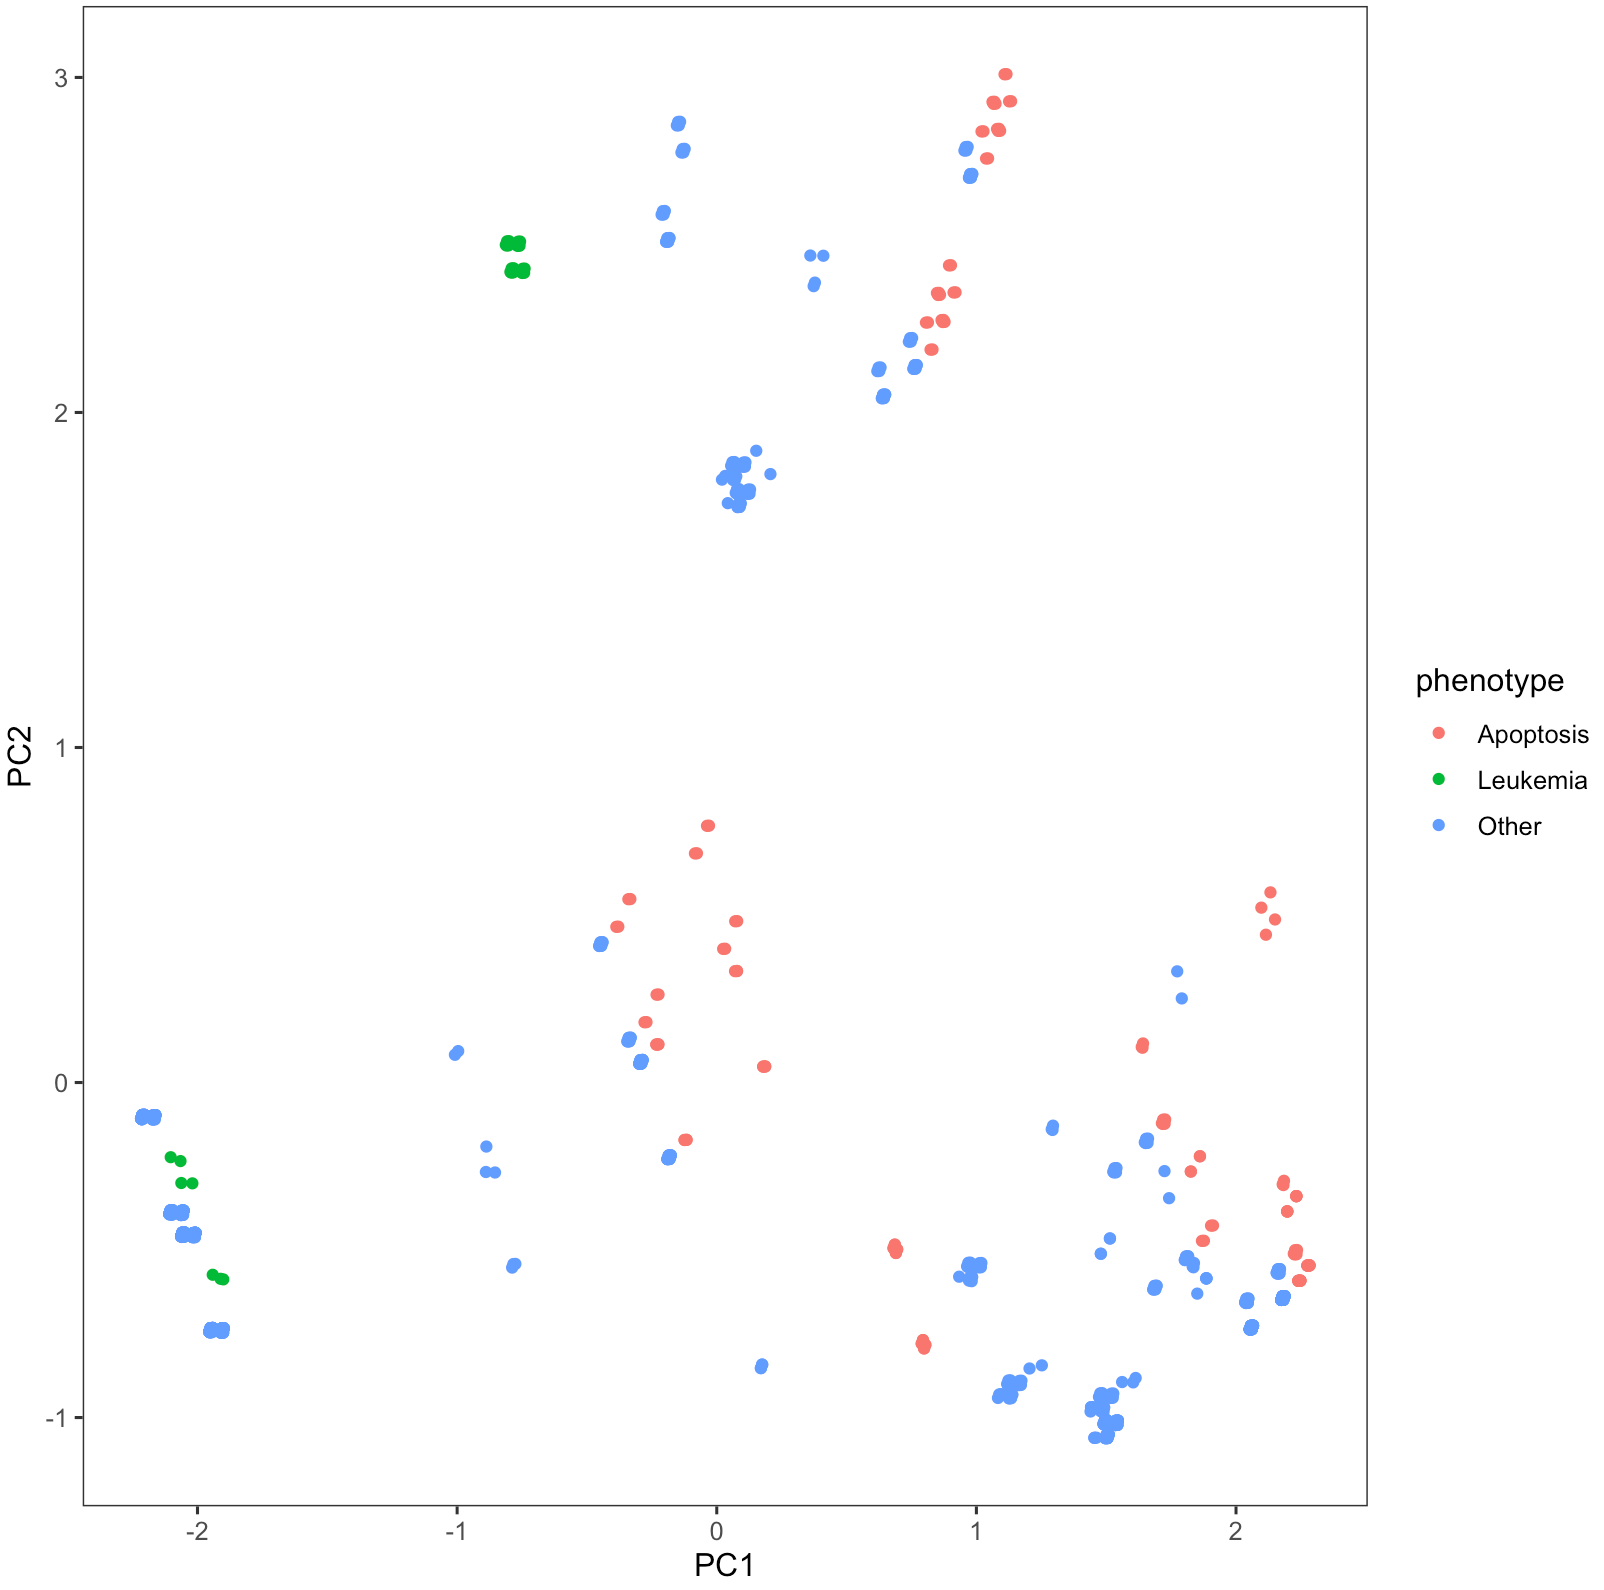 PC2
3
2
1
0
-1
-2
-1
0
1
2
PC1
phenotype
Apoptosis
Leukemia
Other